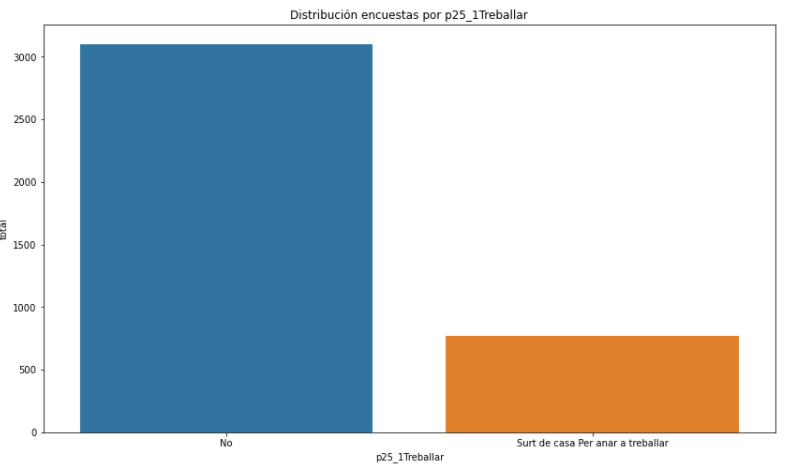 Distribución encuestas por p25_1Treballar
3000
2500
2000
total
1500
1000
500
0
No
Surt de casa Per anar a treballar
p25_1Treballar